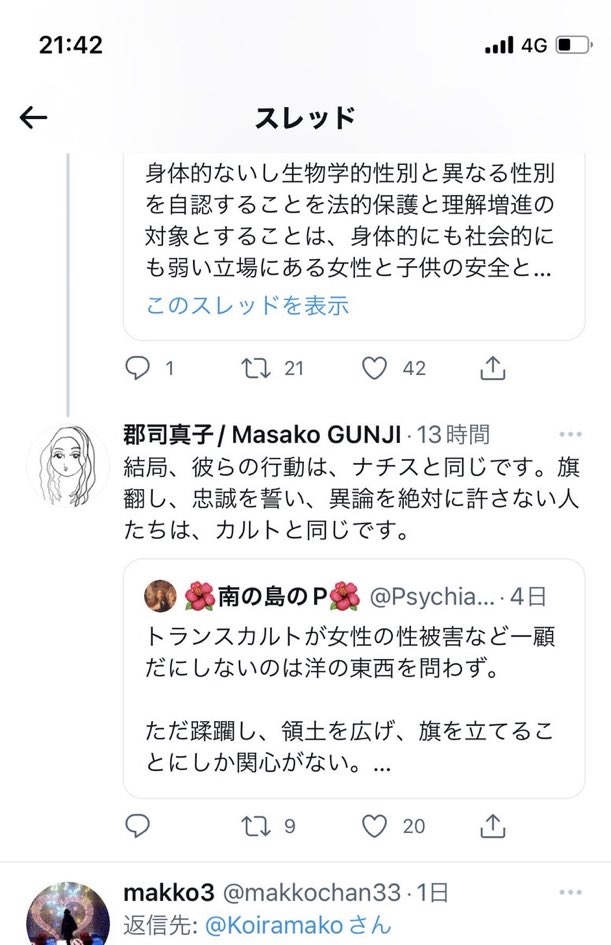 21:42
4G
スレッド
身体的ないし生物学的性別と異なる性別
を自認することを法的保護と理解増進の
対象とすることは、身体的にも社会的に
も弱い立場にある女性と子供の安全と...
このスレッドを表示
1 21 42
郡司真子 / Masako GUNJI · 13時間
結局、彼らの行動は、ナチスと同じです。旗
翻し、忠誠を誓い、異論を絶対に許さない人
たちは、カルトと同じです。
🌺南の島のP🌺 @Psychia... · 4日
トランスカルトが女性の性被害など一顧
だにしないのは洋の東西を問わず。
ただ蹂躙し、領土を広げ、旗を立てるこ
とにしか関心がない。...
9 20
makko3 @makkochan33 · 1日
返信先: @Koiramakoさん